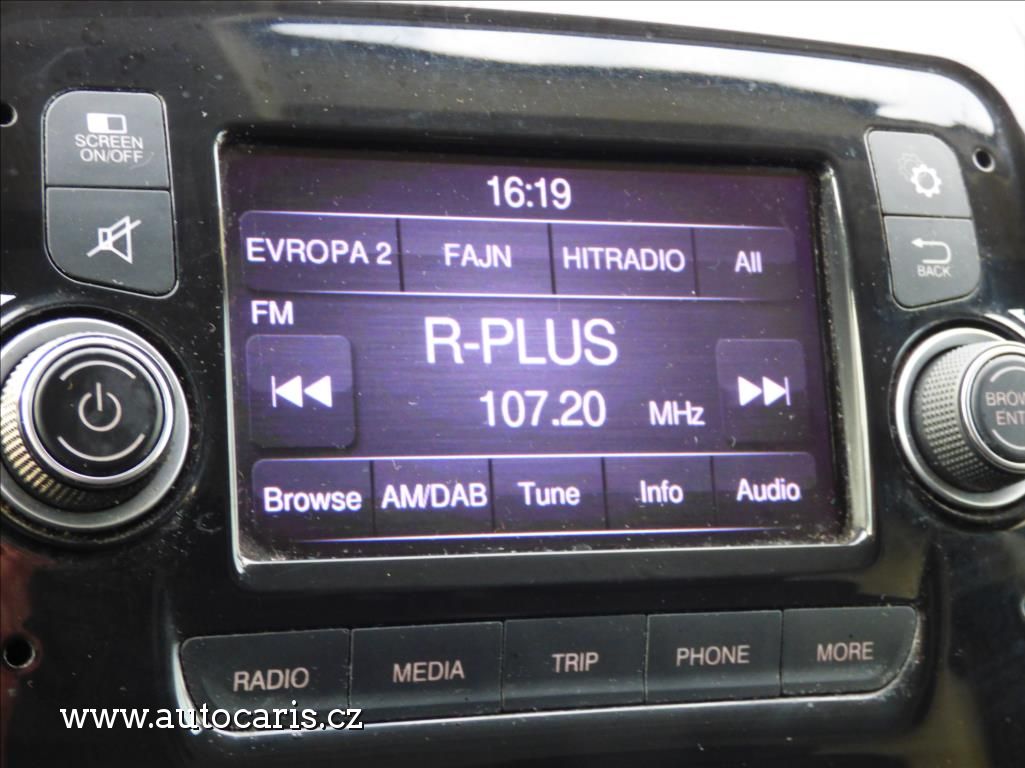 SCREEN
ON/OFF
16:19
EVROPA 2 FAJN HITRADIO All
BACK
FM
R-PLUS
107.20 MHz
Browse AM/DAB Tune Info Audio
RADIO MEDIA TRIP PHONE MORE
www.autocaris.cz